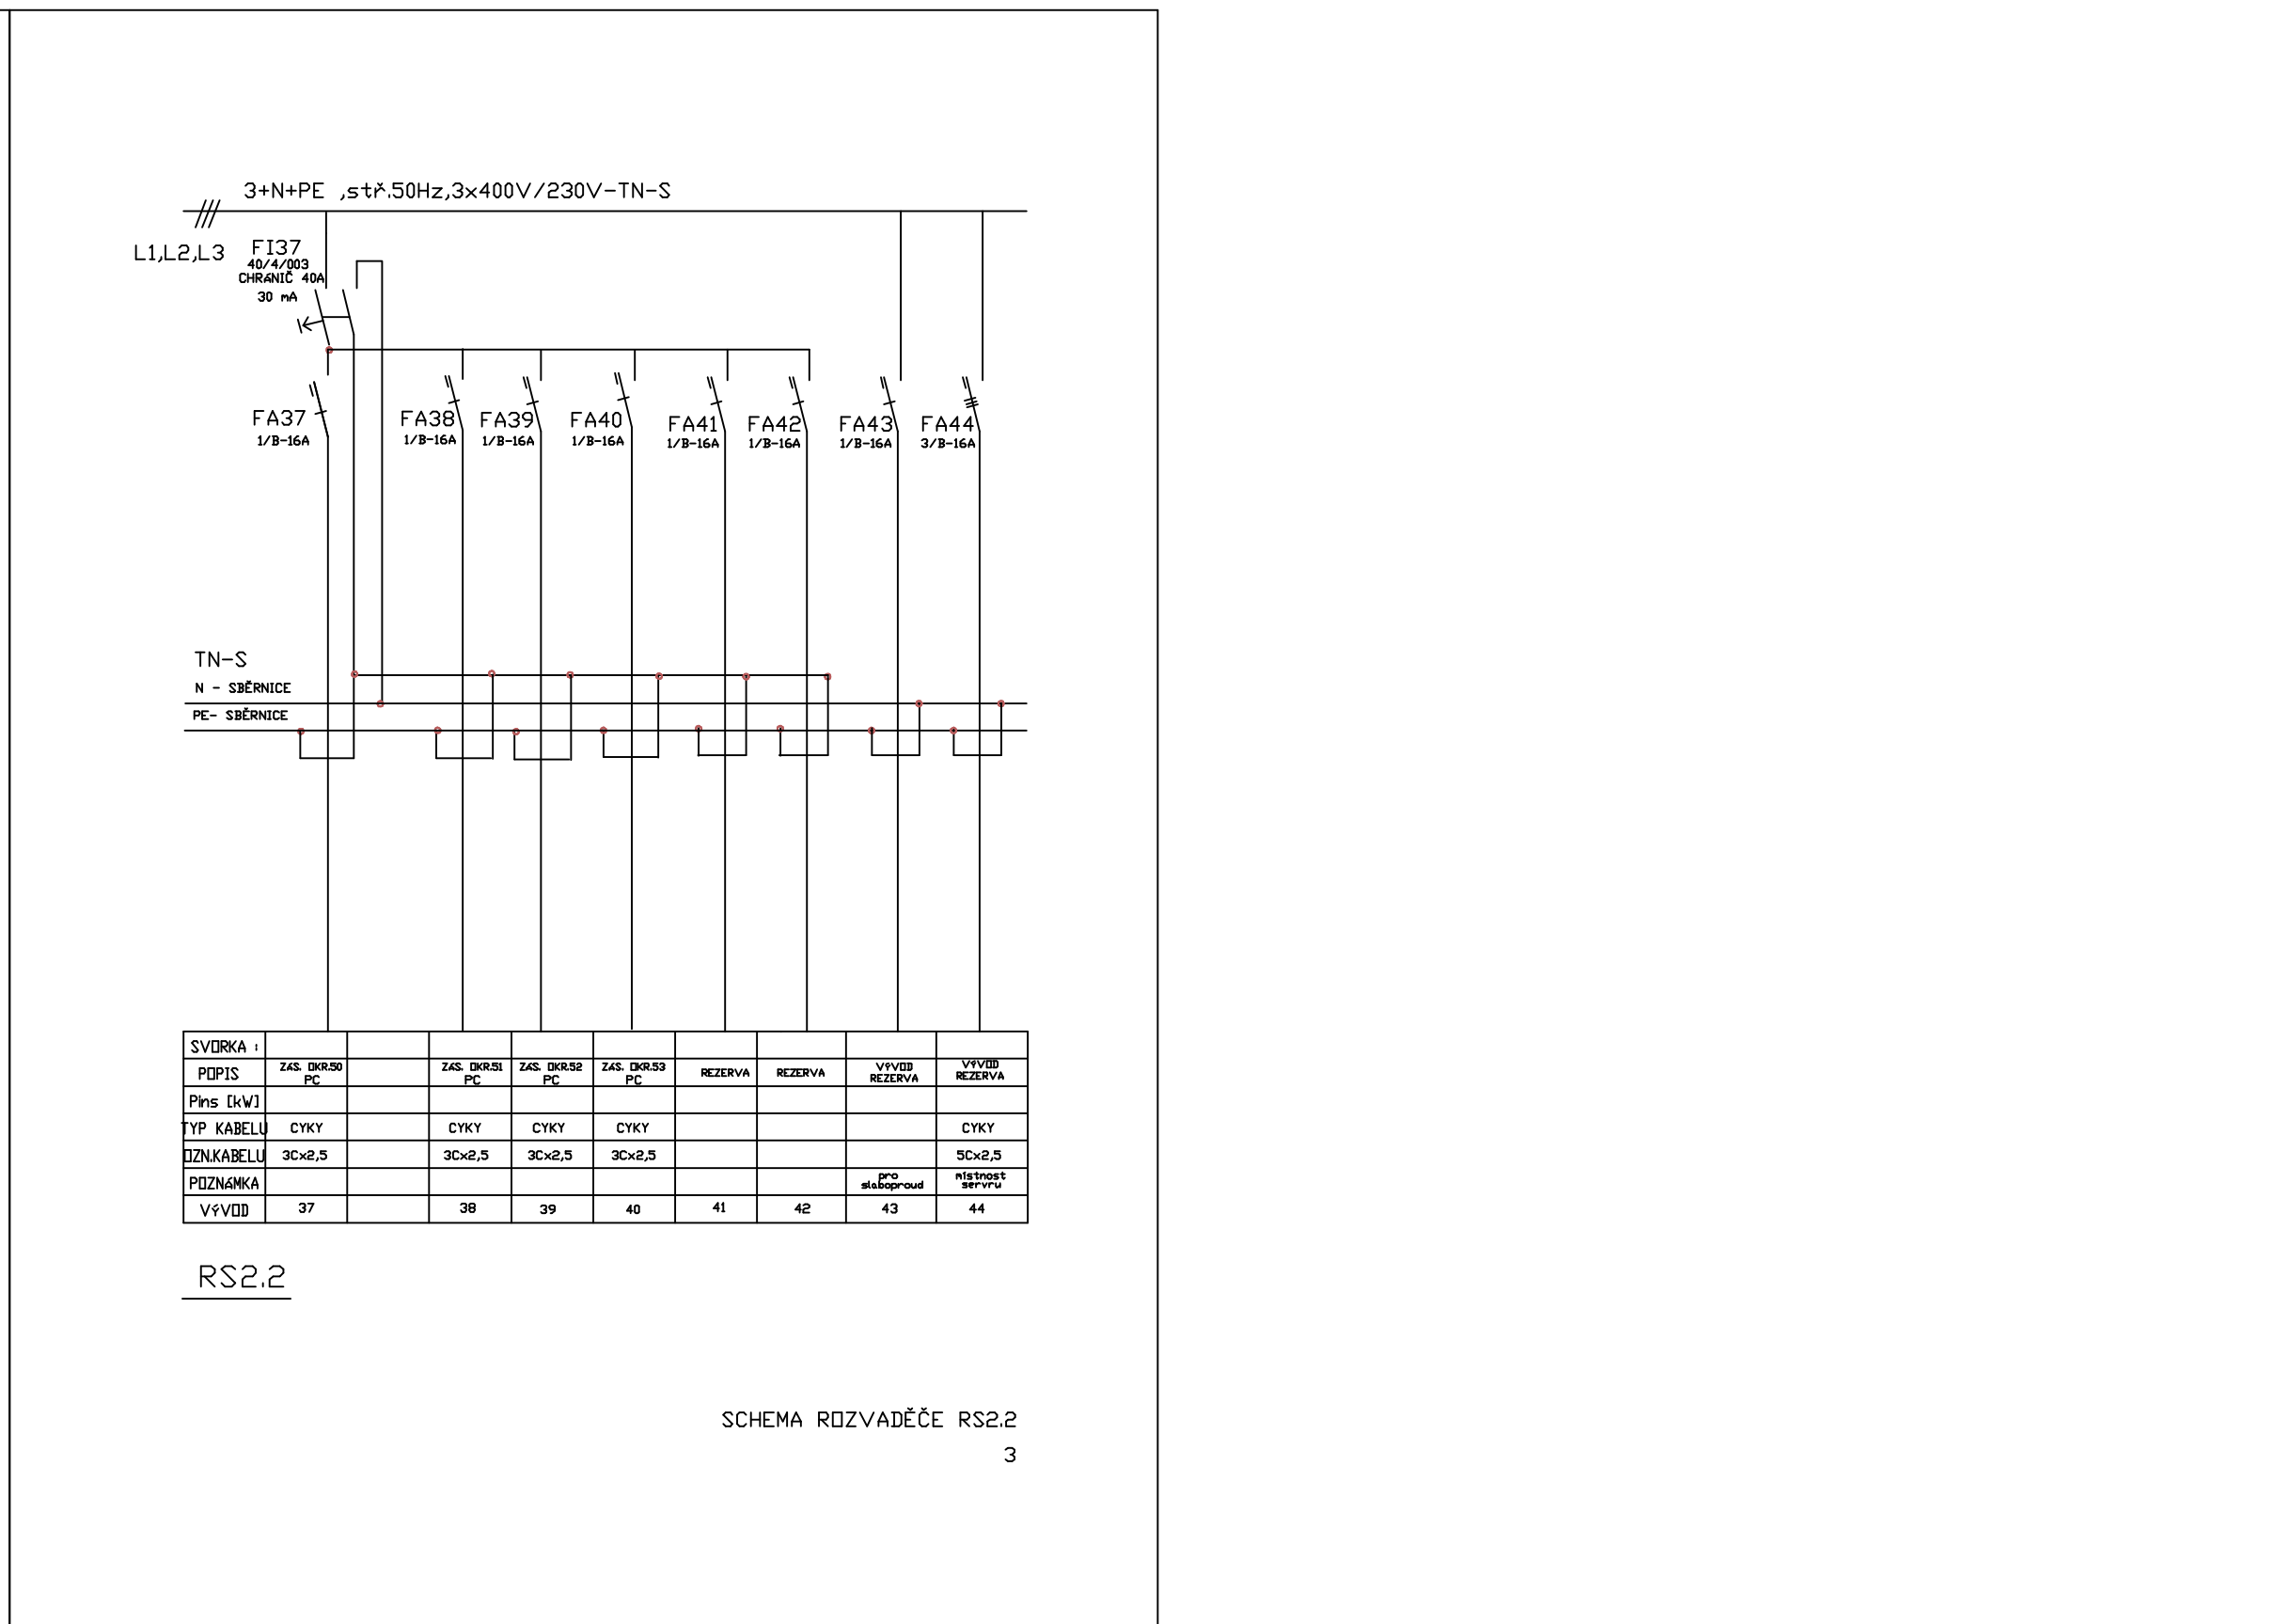 3+N+PE ,stř.50Hz,3x400V/230V-TN-S
L1,L2,L3
FI37
40/4/003
CHRÁNIČ 40A
30 mA
FA37
1/B-16A
FA38
1/B-16A
FA39
1/B-16A
FA40
1/B-16A
FA41
1/B-16A
FA42
1/B-16A
FA43
1/B-16A
FA44
3/B-16A
TN-S
N - SBĚRNICE
PE- SBĚRNICE
SVORKA :
POPIS
ZÁS. OKR.50
PC
ZÁS. OKR.51
PC
ZÁS. OKR.52
PC
ZÁS. OKR.53
PC
REZERVA
REZERVA
VÝVOD
REZERVA
VÝVOD
REZERVA
Pins [kW]
TYP KABELU
CYKY
CYKY
CYKY
CYKY
CYKY
OZN.KABELU
3Cx2,5
3Cx2,5
3Cx2,5
3Cx2,5
5Cx2,5
POZNÁMKA
pro
slaboproud
místnost
servru
VÝVOD
37
38
39
40
41
42
43
44
RS2.2
SCHEMA ROZVADĚČE RS2.2
3